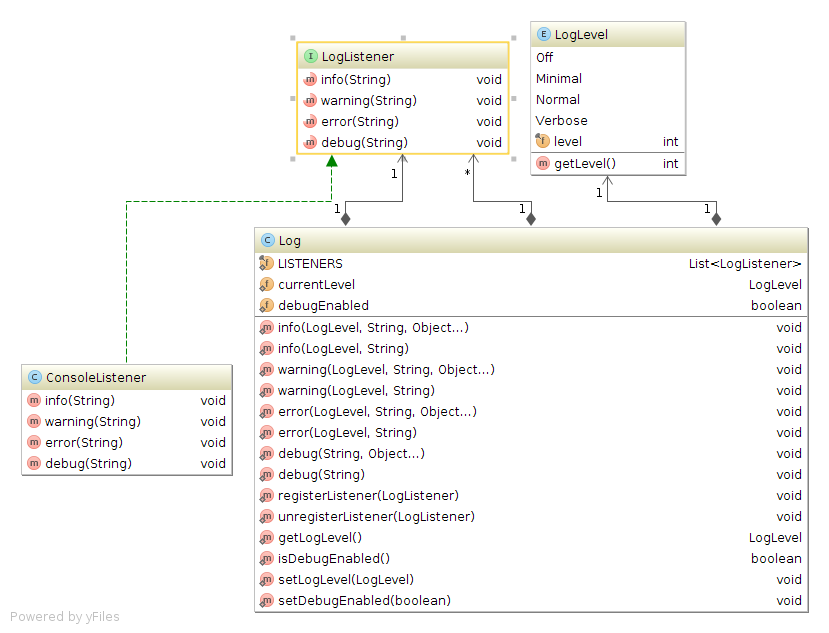 I LogListener
m info(String) void
m warning(String) void
m error(String) void
m debug(String) void
E LogLevel
Off
Minimal
Normal
Verbose
f level int
m getLevel() int
1
*
1
1
1
1
C Log
f LISTENERS List<LogListener>
f currentLevel LogLevel
f debugEnabled boolean
m info(LogLevel, String, Object...) void
m info(LogLevel, String) void
m warning(LogLevel, String, Object...) void
m warning(LogLevel, String) void
m error(LogLevel, String, Object...) void
m error(LogLevel, String) void
m debug(String, Object...) void
m debug(String) void
m registerListener(LogListener) void
m unregisterListener(LogListener) void
m getLogLevel() LogLevel
m isDebugEnabled() boolean
m setLogLevel(LogLevel) void
m setDebugEnabled(boolean) void
C ConsoleListener
m info(String) void
m warning(String) void
m error(String) void
m debug(String) void
Powered by yFiles